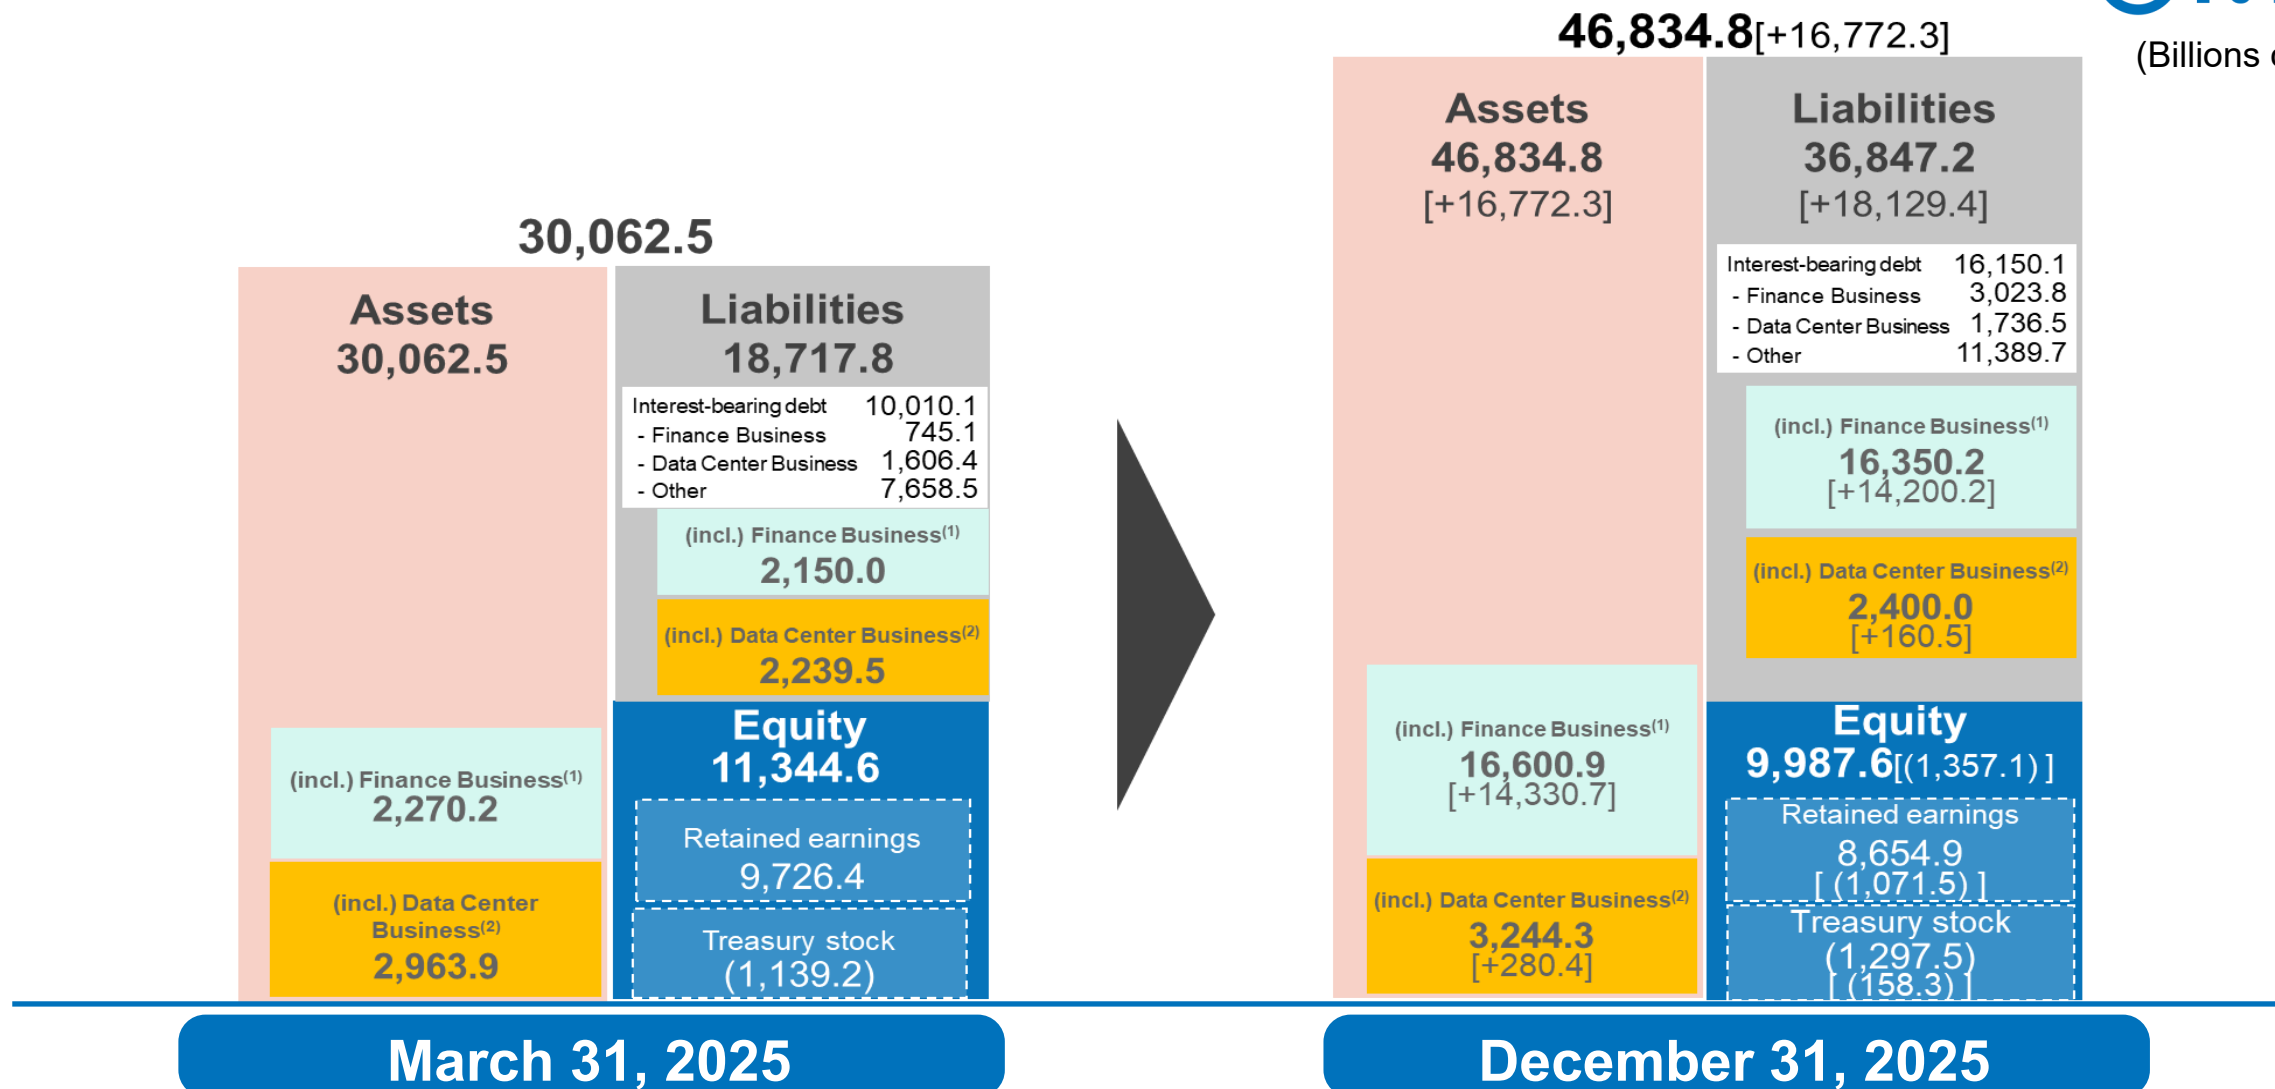 46,834.8[+16,772.3]
(Billions
30,062.5
Assets
30,062.5
Liabilities
18,717.8
Interest-bearing debt 10,010.1
- Finance Business 745.1
- Data Center Business 1,606.4
- Other 7,658.5
(incl.) Finance Business(1)
2,150.0
(incl.) Data Center Business(2)
2,239.5
(incl.) Finance Business(1)
2,270.2
(incl.) Data Center
Business(2)
2,963.9
Equity
11,344.6
Retained earnings
9,726.4
Treasury stock
(1,139.2)
March 31, 2025
Assets
46,834.8
[+16,772.3]
Liabilities
36,847.2
[+18,129.4]
Interest-bearing debt 16,150.1
- Finance Business 3,023.8
- Data Center Business 1,736.5
- Other 11,389.7
(incl.) Finance Business(1)
16,350.2
[+14,200.2]
(incl.) Data Center Business(2)
2,400.0
[+160.5]
(incl.) Finance Business(1)
16,600.9
[+14,330.7]
(incl.) Data Center Business(2)
3,244.3
[+280.4]
Equity
9,987.6[(1,357.1) ]
Retained earnings
8,654.9
[ (1,071.5) ]
Treasury stock
(1,297.5)
[ (158.3) ]
December 31, 2025